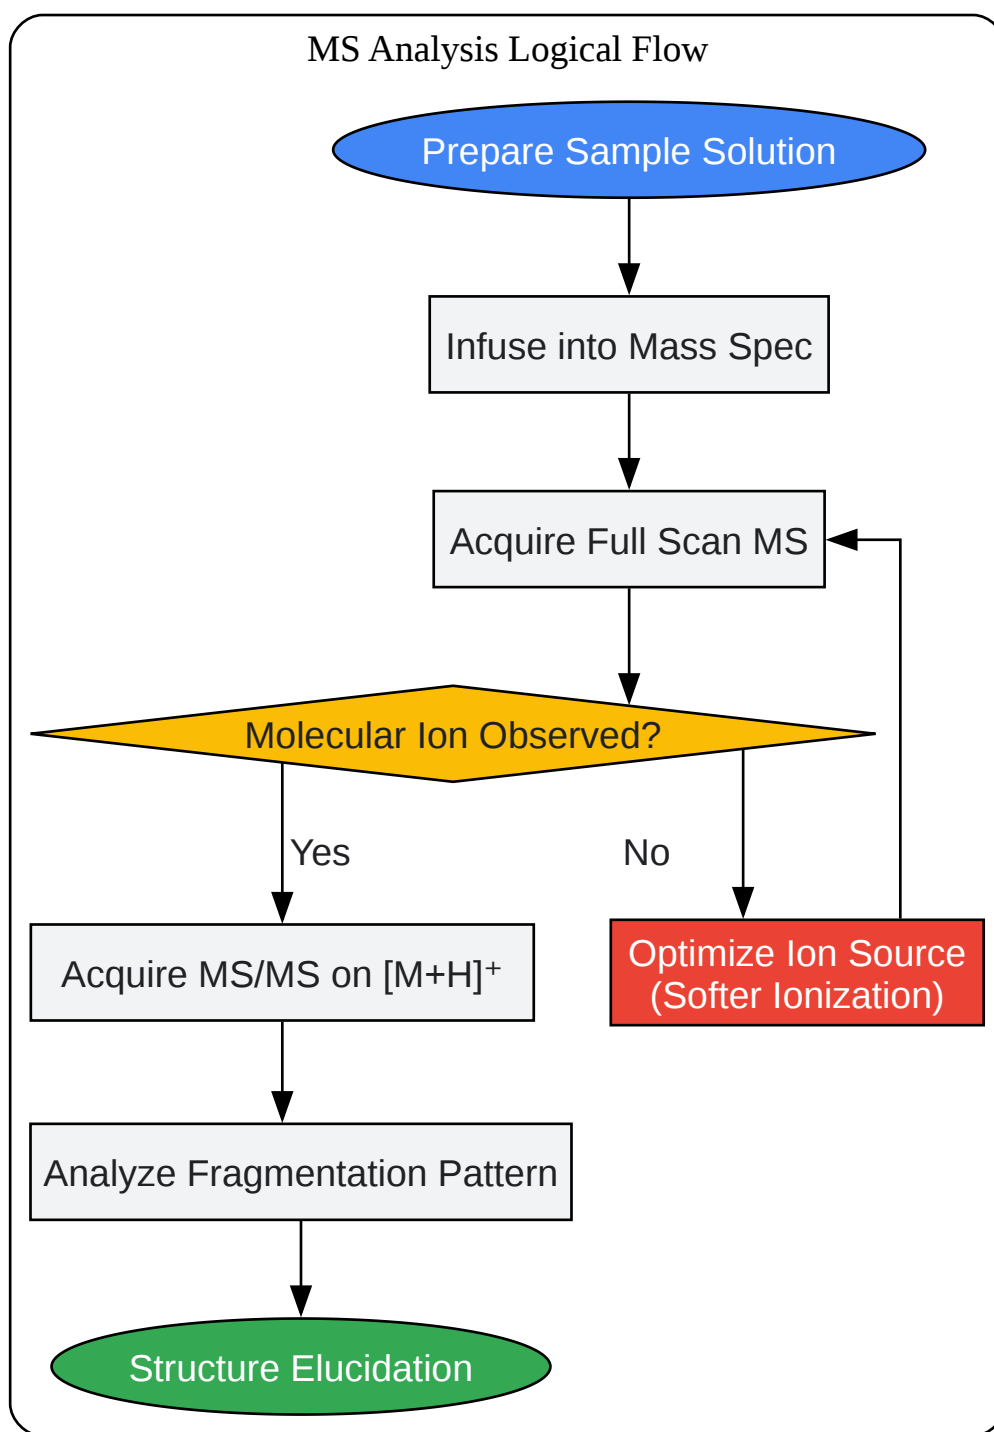 MS Analysis Logical Flow
Prepare Sample Solution
Infuse into Mass Spec
Acquire Full Scan MS
Molecular Ion Observed?
Yes
No
Acquire MS/MS on [M+H]⁺
Optimize Ion Source
(Softer Ionization)
Analyze Fragmentation Pattern
Structure Elucidation